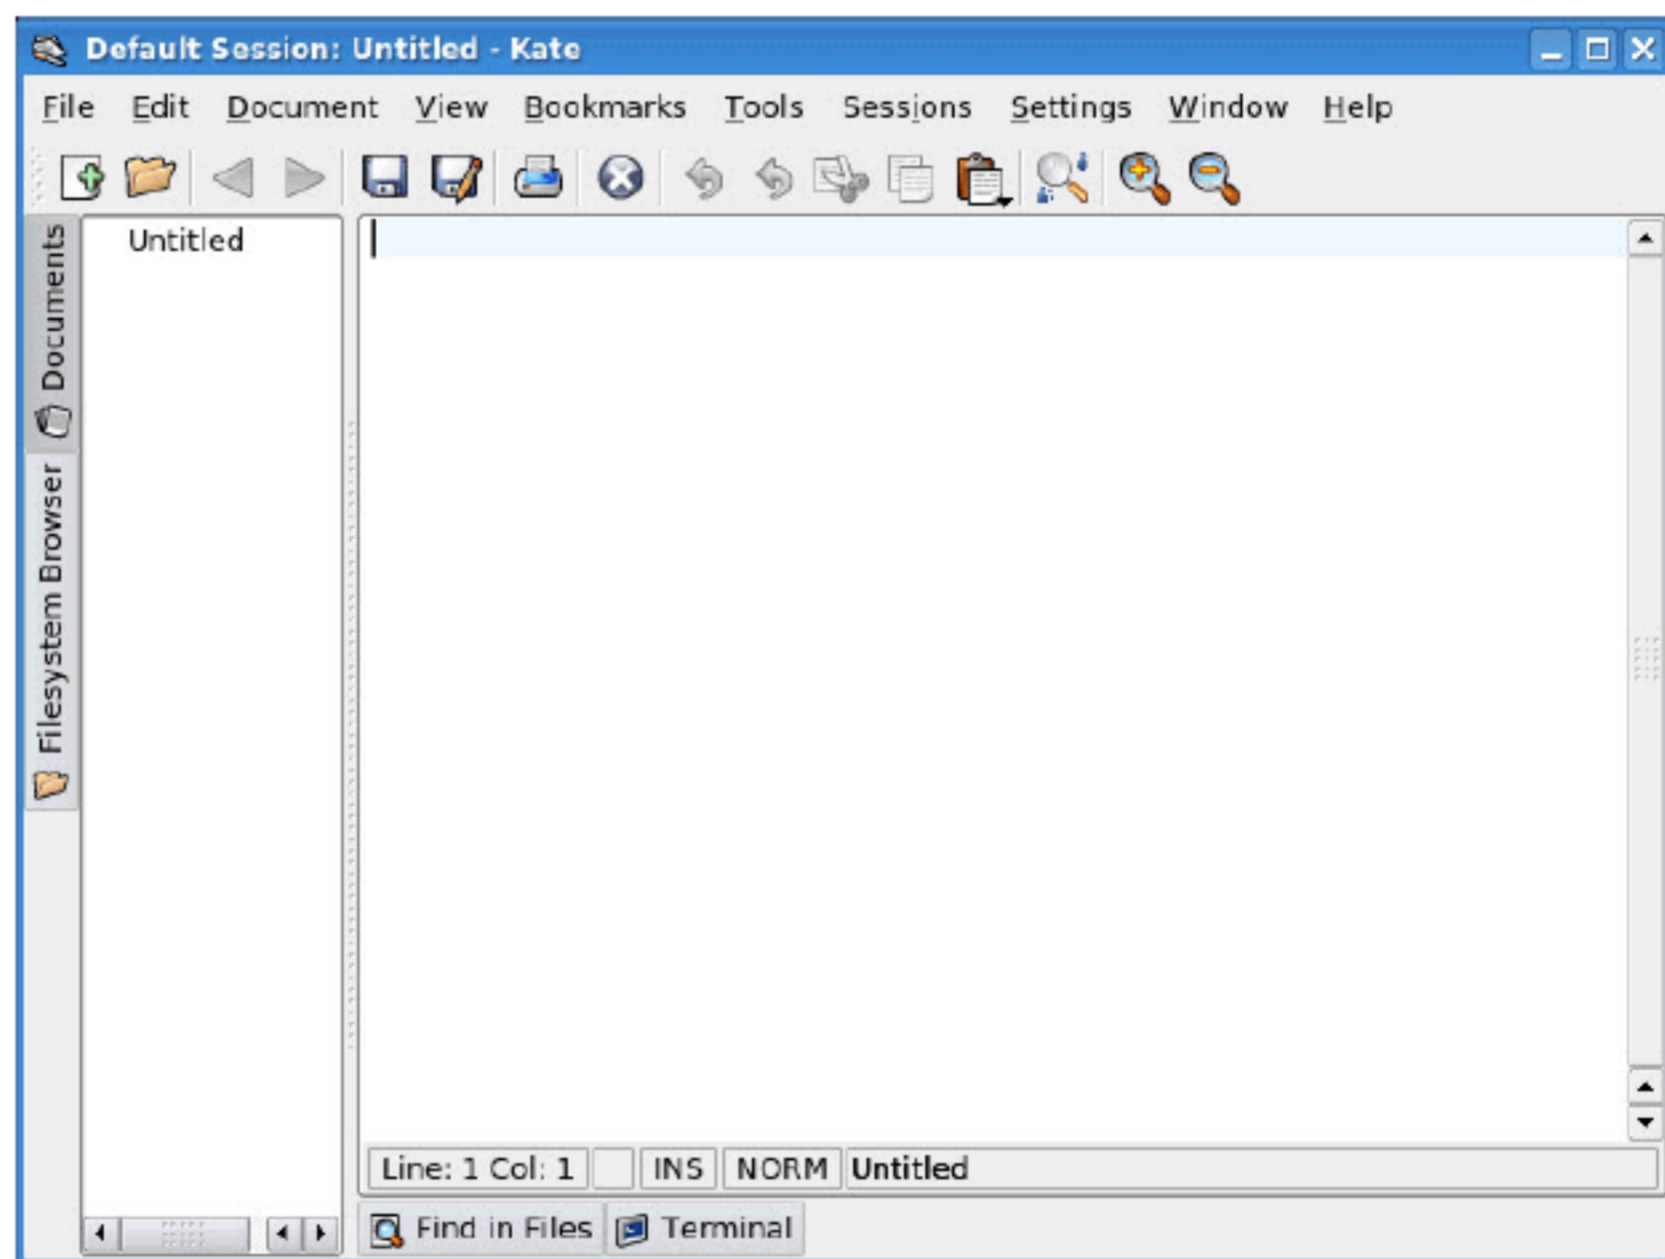 Default Session: Untitled - Kate
File Edit Document View Bookmarks Tools Sessions Settings Window Help
Documents
Filesystem Browser
Untitled
Line: 1 Col: 1 INS NORM Untitled
Find in Files Terminal